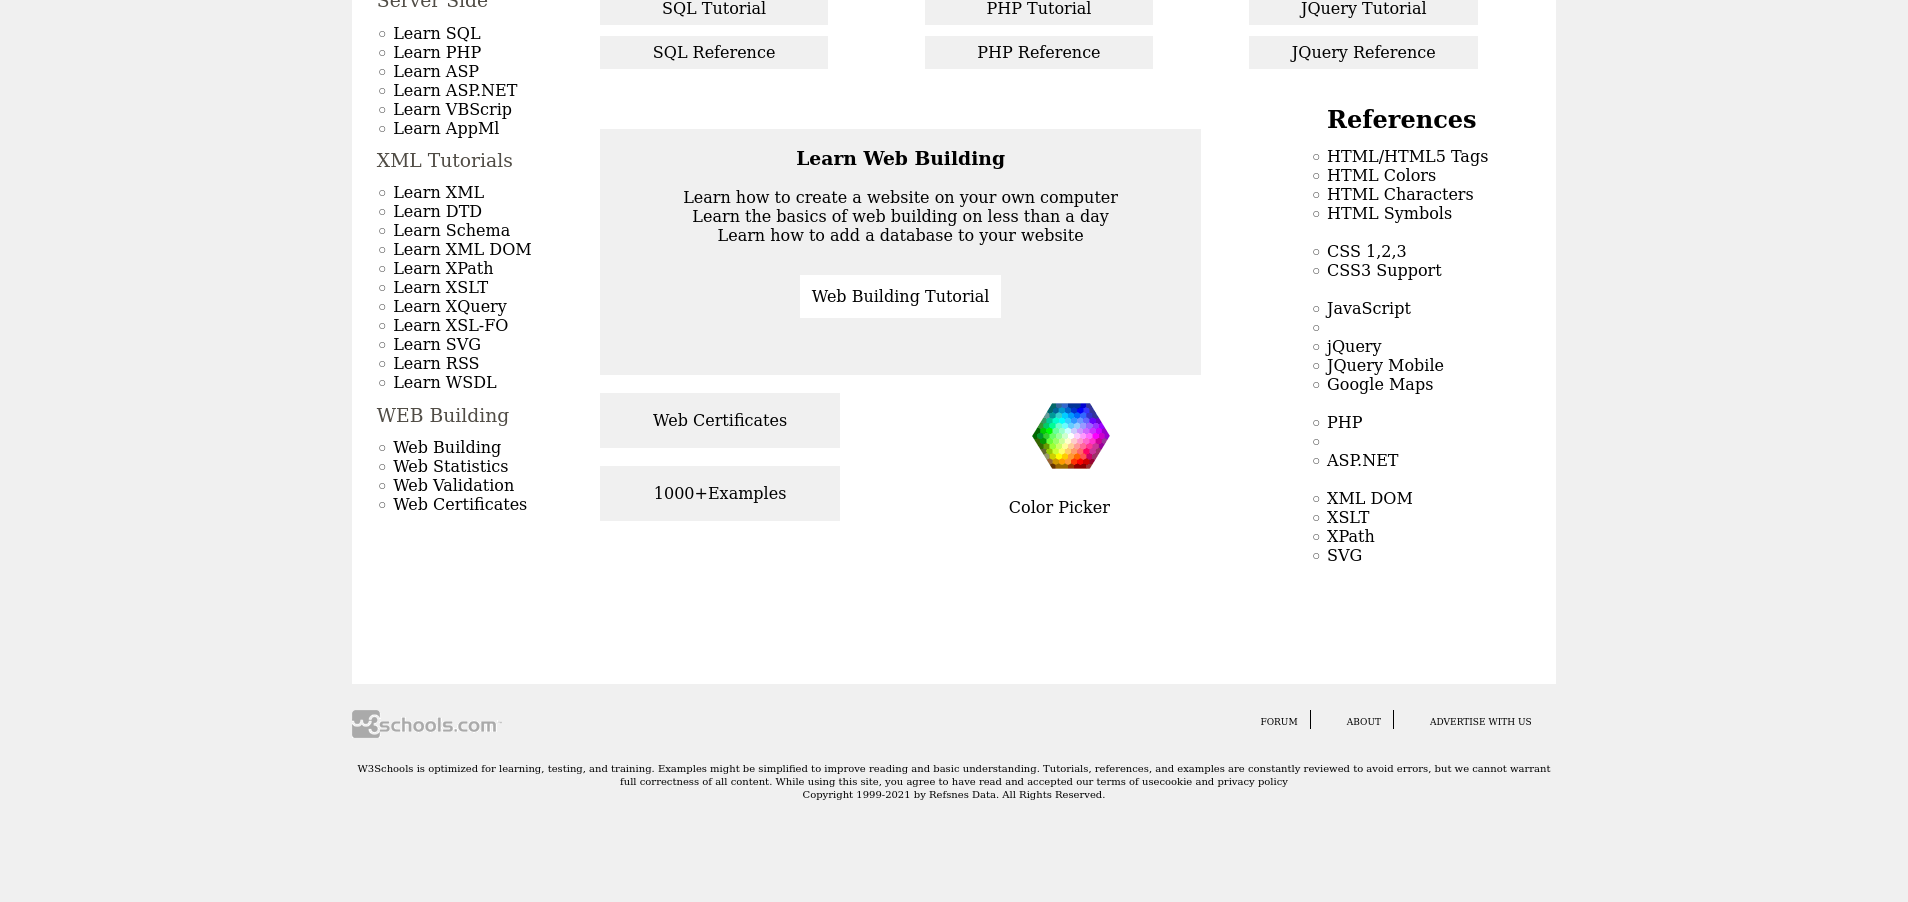 Server Side
Learn SQL
Learn PHP
Learn ASP
Learn ASP.NET
Learn VBScrip
Learn AppMl
XML Tutorials
Learn XML
Learn DTD
Learn Schema
Learn XML DOM
Learn XPath
Learn XSLT
Learn XQuery
Learn XSL-FO
Learn SVG
Learn RSS
Learn WSDL
WEB Building
Web Building
Web Statistics
Web Validation
Web Certificates
SQL Tutorial
PHP Tutorial
JQuery Tutorial
SQL Reference
PHP Reference
JQuery Reference
Learn Web Building
Learn how to create a website on your own computer
Learn the basics of web building on less than a day
Learn how to add a database to your website
Web Building Tutorial
Web Certificates
1000+Examples
Color Picker
References
HTML/HTML5 Tags
HTML Colors
HTML Characters
HTML Symbols
CSS 1,2,3
CSS3 Support
JavaScript
jQuery
JQuery Mobile
Google Maps
PHP
ASP.NET
XML DOM
XSLT
XPath
SVG
w3schools.com
FORUM
ABOUT
ADVERTISE WITH US
W3Schools is optimized for learning, testing, and training. Examples might be simplified to improve reading and basic understanding. Tutorials, references, and examples are constantly reviewed to avoid errors, but we cannot warrant
full correctness of all content. While using this site, you agree to have read and accepted our terms of usecookie and privacy policy
Copyright 1999-2021 by Refsnes Data. All Rights Reserved.